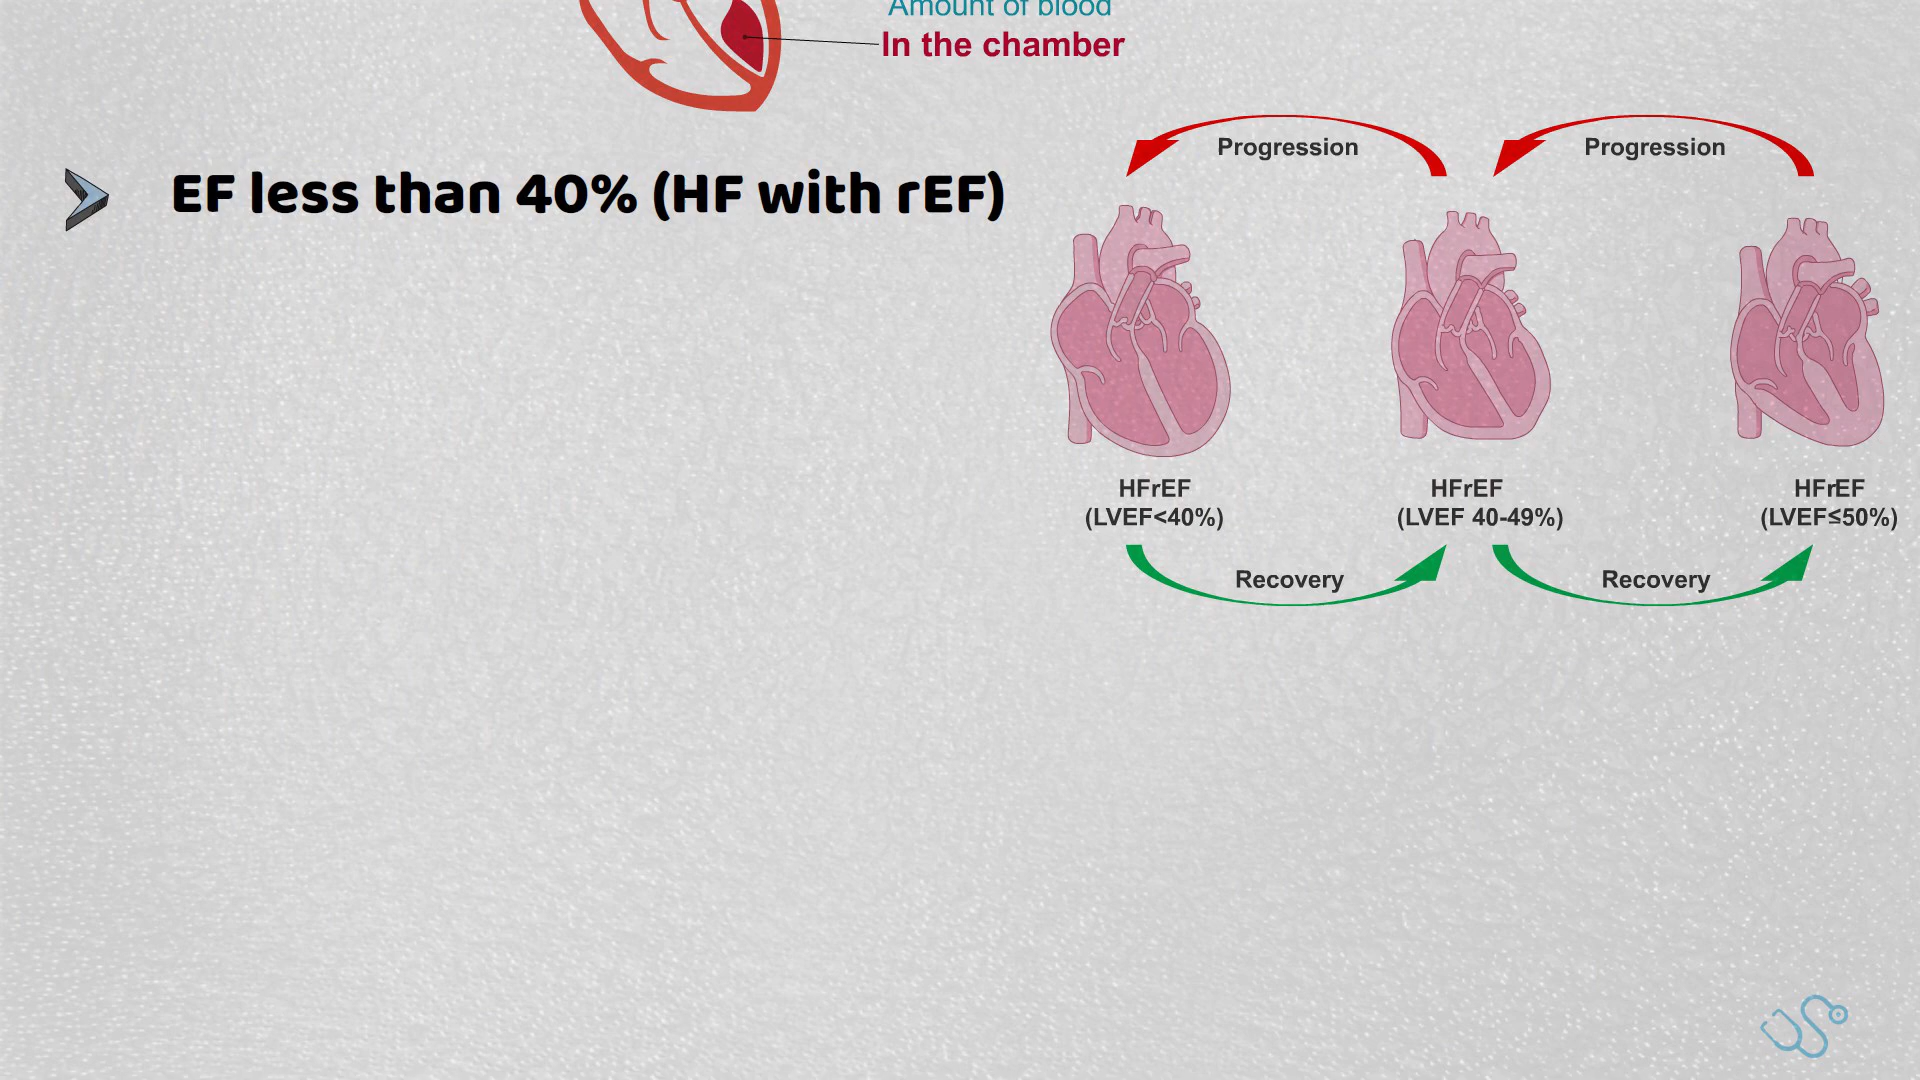 Amount of blood
In the chamber
EF less than 40% (HF with rEF)
Progression
Progression
HFrEF
(LVEF<40%)
HFrEF
(LVEF 40-49%)
HFrEF
(LVEF≤50%)
Recovery
Recovery